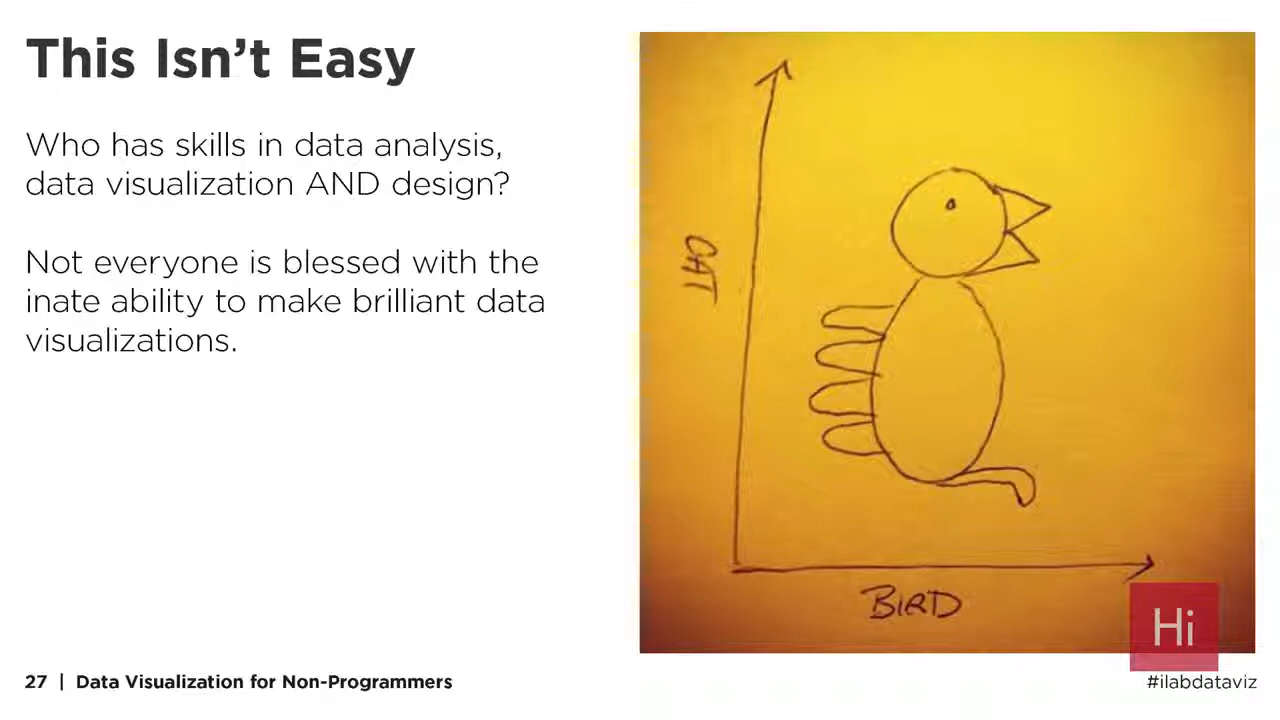 This Isn't Easy
Who has skills in data analysis,
data visualization AND design?
Not everyone is blessed with the
inate ability to make brilliant data
visualizations.
CAT
BIRD
Hi
27 | Data Visualization for Non-Programmers
#ilabdataviz